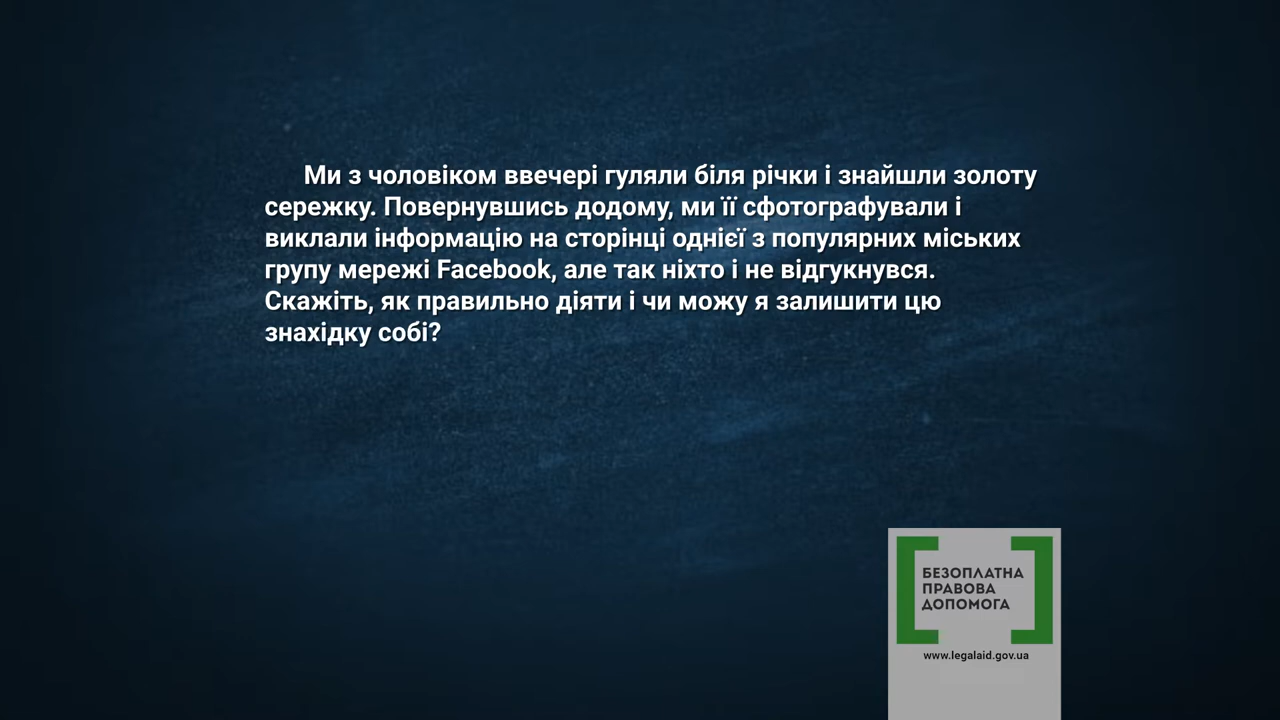 Ми з чоловіком ввечері гуляли біля річки і знайшли золоту
сережку. Повернувшись додому, ми її сфотографували і
виклали інформацію на сторінці однієї з популярних міських
групу мережі Facebook, але так ніхто і не відгукнувся.
Скажіть, як правильно діяти і чи можу я залишити цю
знахідку собі?
БЕЗОПЛАТНА
ПРАВОВА
ДОПОМОГА
www.legalaid.gov.ua